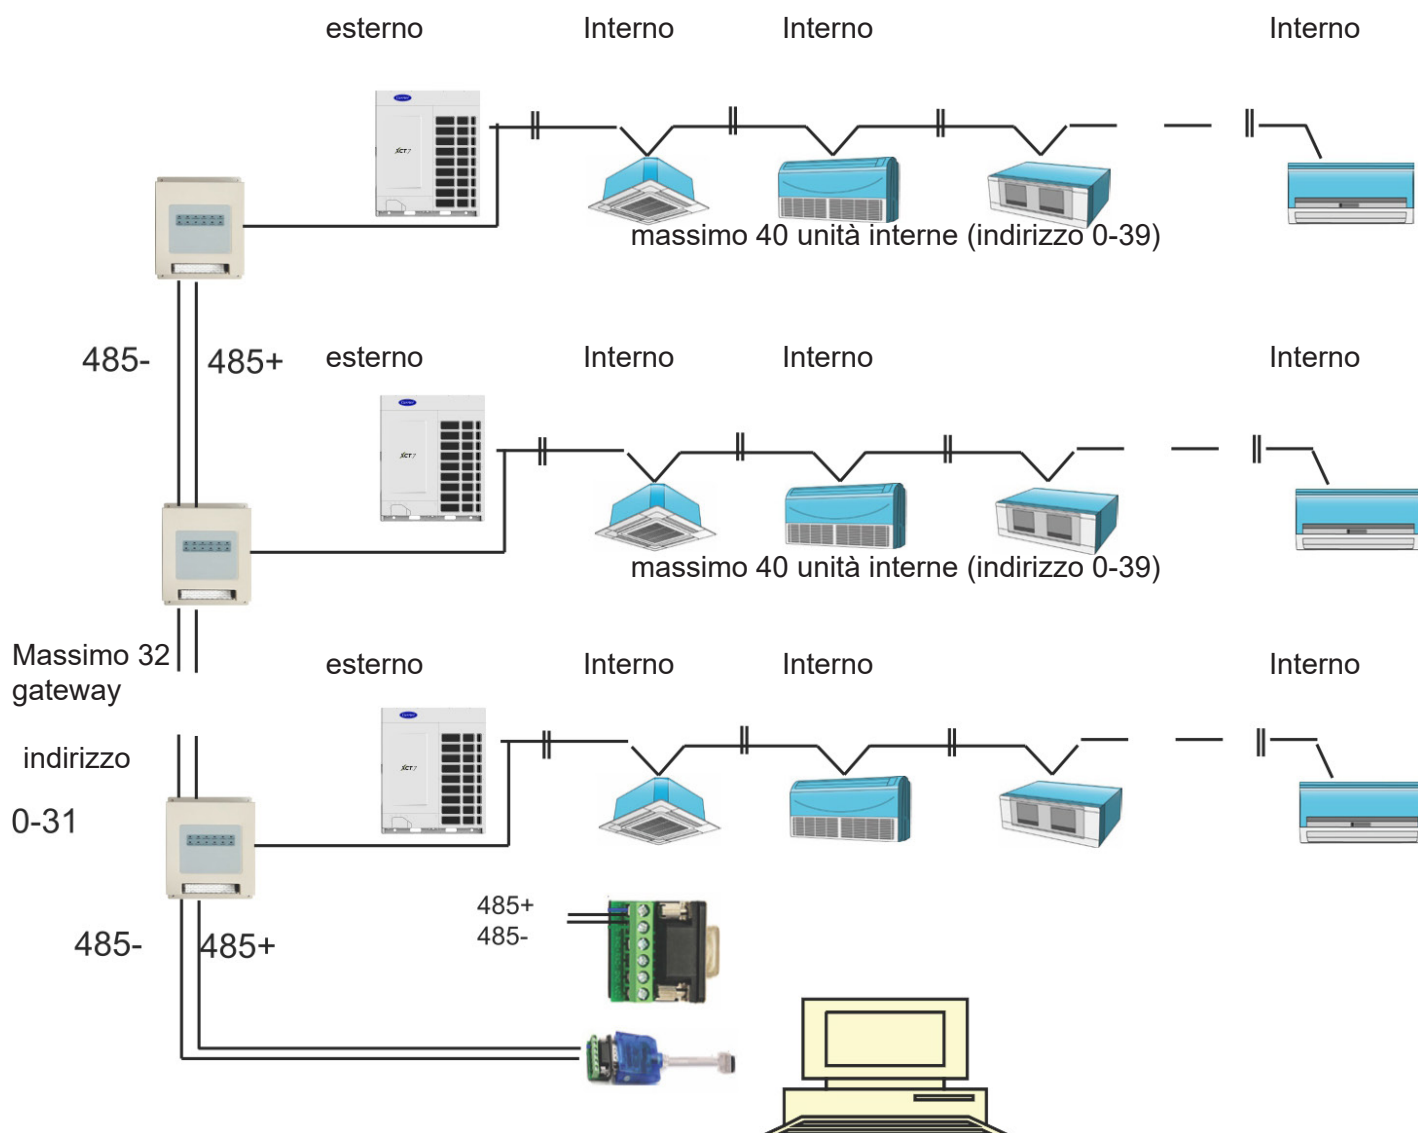 esterno Interno Interno Interno
massimo 40 unità interne (indirizzo 0-39)
485- 485+
esterno Interno Interno Interno
massimo 40 unità interne (indirizzo 0-39)
Massimo 32
gateway
esterno Interno Interno Interno
indirizzo
0-31
485+
485-
485- 485+